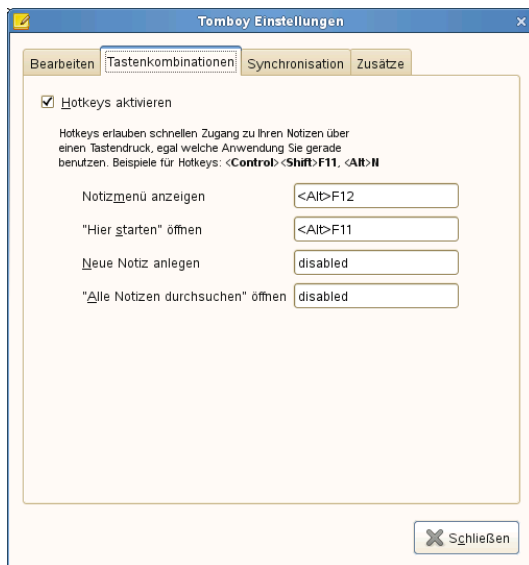 Tomboy Einstellungen
Bearbeiten Tastenkombinationen Synchronisation Zusätze
Hotkeys aktivieren
Hotkeys erlauben schnellen Zugang zu Ihren Notizen über
einen Tastendruck, egal welche Anwendung Sie gerade
benutzen. Beispiele für Hotkeys: <Control><Shift>F11, <Alt>N
Notizmenü anzeigen <Alt>F12
"Hier starten" öffnen <Alt>F11
Neue Notiz anlegen disabled
"Alle Notizen durchsuchen" öffnen disabled
Schließen